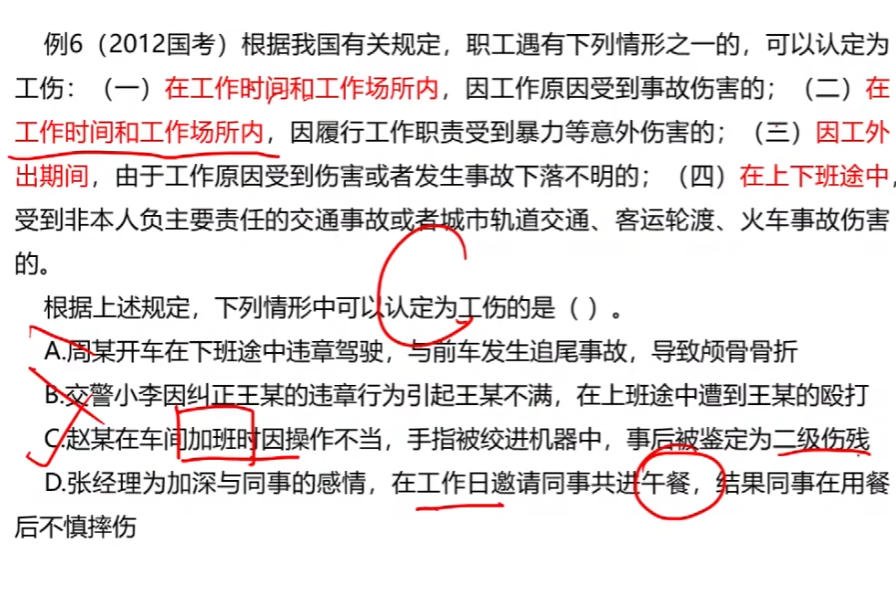 例6（2012国考）根据我国有关规定，职工遇有下列情形之一的，可以认定为
工伤：（一）在工作时间和工作场所内，因工作原因受到事故伤害的；（二）在
工作时间和工作场所内，因履行工作职责受到暴力等意外伤害的；（三）因工外
出期间，由于工作原因受到伤害或者发生事故下落不明的；（四）在上下班途中，
受到非本人负主要责任的交通事故或者城市轨道交通、客运轮渡、火车事故伤害
的。
根据上述规定，下列情形中可以认定为工伤的是（ ）。
A.周某开车在下班途中违章驾驶，与前车发生追尾事故，导致颅骨骨折
B.交警小李因纠正王某的违章行为引起王某不满，在上班途中遭到王某的殴打
C.赵某在车间加班时因操作不当，手指被绞进机器中，事后被鉴定为二级伤残
D.张经理为加深与同事的感情，在工作日邀请同事共进午餐，结果同事在用餐
后不慎摔伤